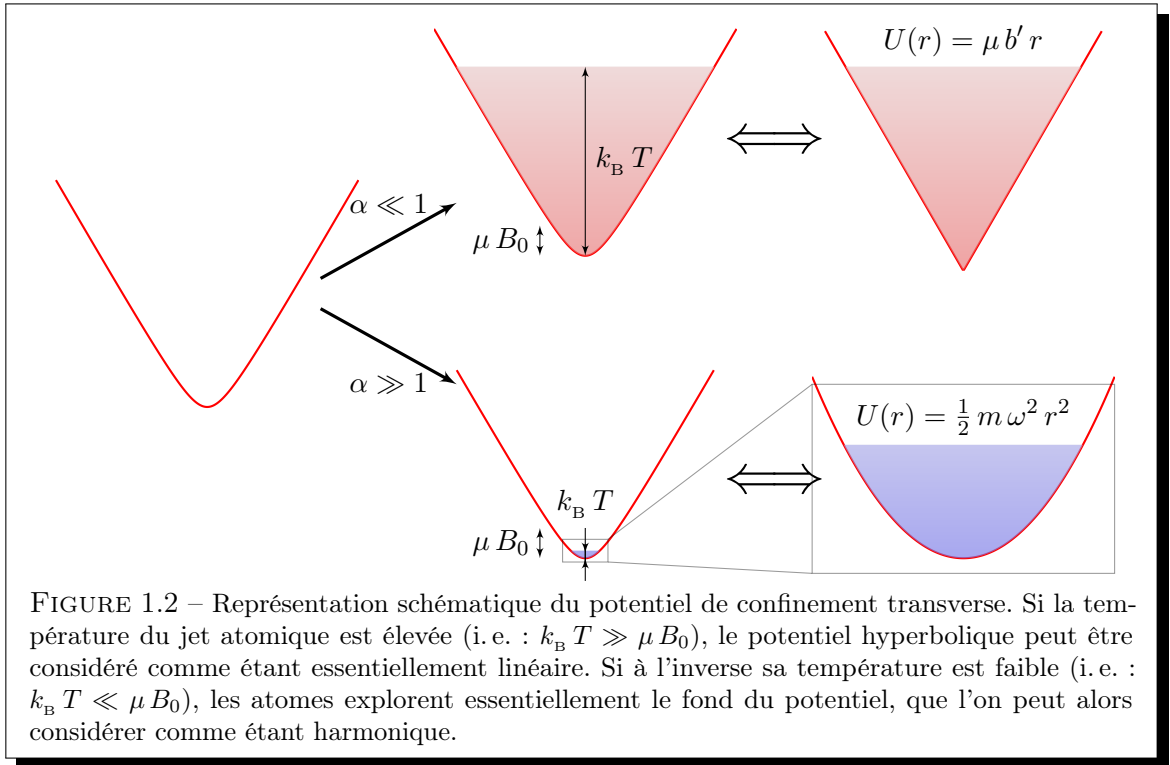 U(r) = μ b′ r
k_B T
α ≪ 1
μ B₀
α ≫ 1
U(r) = ½ m ω² r²
k_B T
μ B₀
FIGURE 1.2 – Représentation schématique du potentiel de confinement transverse. Si la tem-
pérature du jet atomique est élevée (i. e. : k_B T ≫ μ B₀), le potentiel hyperbolique peut être
considéré comme étant essentiellement linéaire. Si à l'inverse sa température est faible (i. e. :
k_B T ≪ μ B₀), les atomes explorent essentiellement le fond du potentiel, que l'on peut alors
considérer comme étant harmonique.